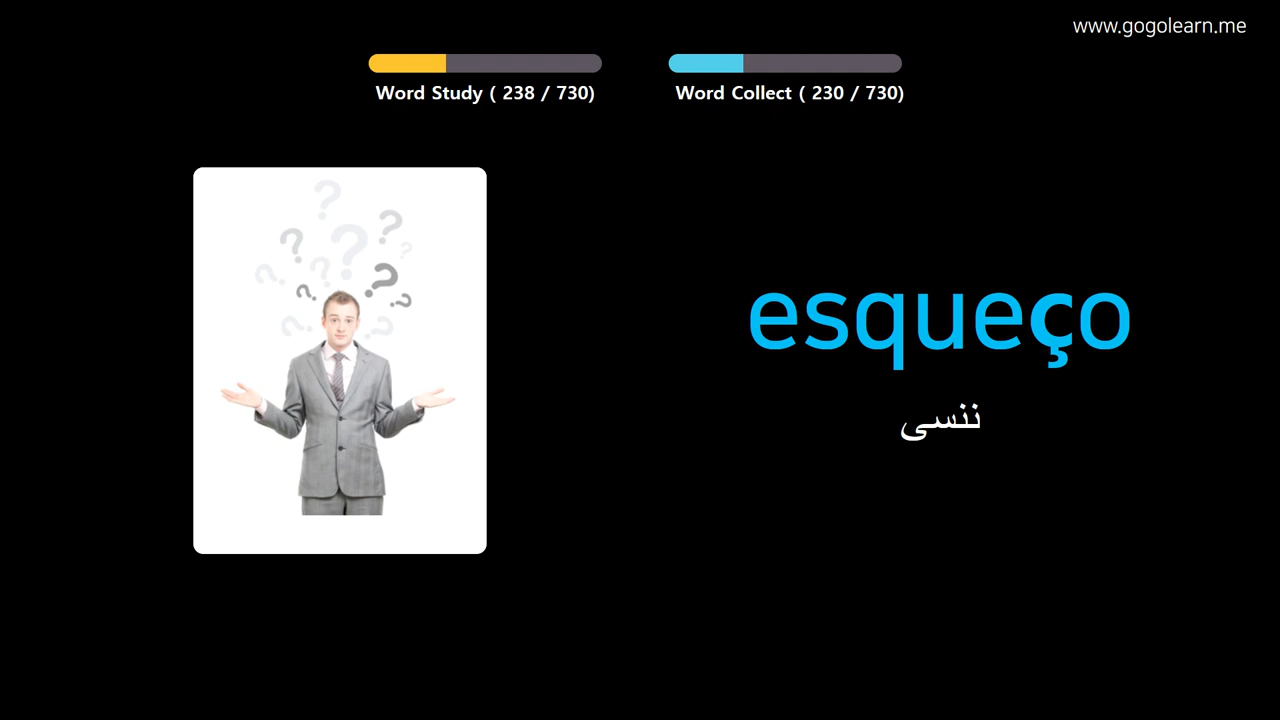 www.gogolearn.me
Word Study ( 238 / 730)
Word Collect ( 230 / 730)
esqueço
ننسى